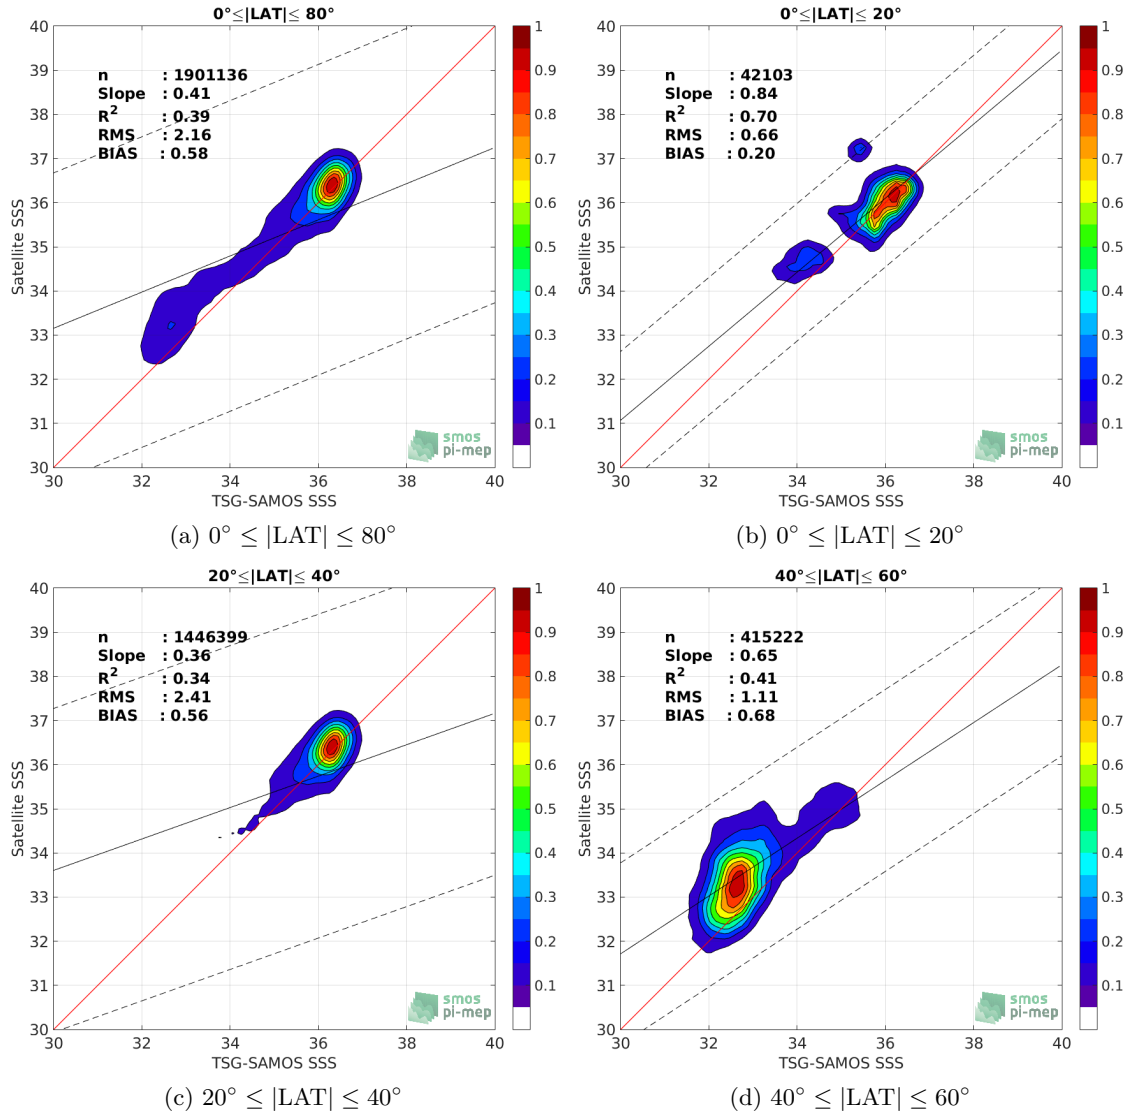 0°≤|LAT|≤ 80°
n : 1901136
Slope : 0.41
R² : 0.39
RMS : 2.16
BIAS : 0.58
Satellite SSS
40
39
38
37
36
35
34
33
32
31
30
30 32 34 36 38 40
TSG-SAMOS SSS
smos
pi-mep
1
0.9
0.8
0.7
0.6
0.5
0.4
0.3
0.2
0.1
(a) 0° ≤ |LAT| ≤ 80°
0°≤|LAT|≤ 20°
n : 42103
Slope : 0.84
R² : 0.70
RMS : 0.66
BIAS : 0.20
Satellite SSS
40
39
38
37
36
35
34
33
32
31
30
30 32 34 36 38 40
TSG-SAMOS SSS
smos
pi-mep
1
0.9
0.8
0.7
0.6
0.5
0.4
0.3
0.2
0.1
(b) 0° ≤ |LAT| ≤ 20°
20°≤|LAT|≤ 40°
n : 1446399
Slope : 0.36
R² : 0.34
RMS : 2.41
BIAS : 0.56
Satellite SSS
40
39
38
37
36
35
34
33
32
31
30
30 32 34 36 38 40
TSG-SAMOS SSS
smos
pi-mep
1
0.9
0.8
0.7
0.6
0.5
0.4
0.3
0.2
0.1
(c) 20° ≤ |LAT| ≤ 40°
40°≤|LAT|≤ 60°
n : 415222
Slope : 0.65
R² : 0.41
RMS : 1.11
BIAS : 0.68
Satellite SSS
40
39
38
37
36
35
34
33
32
31
30
30 32 34 36 38 40
TSG-SAMOS SSS
smos
pi-mep
1
0.9
0.8
0.7
0.6
0.5
0.4
0.3
0.2
0.1
(d) 40° ≤ |LAT| ≤ 60°